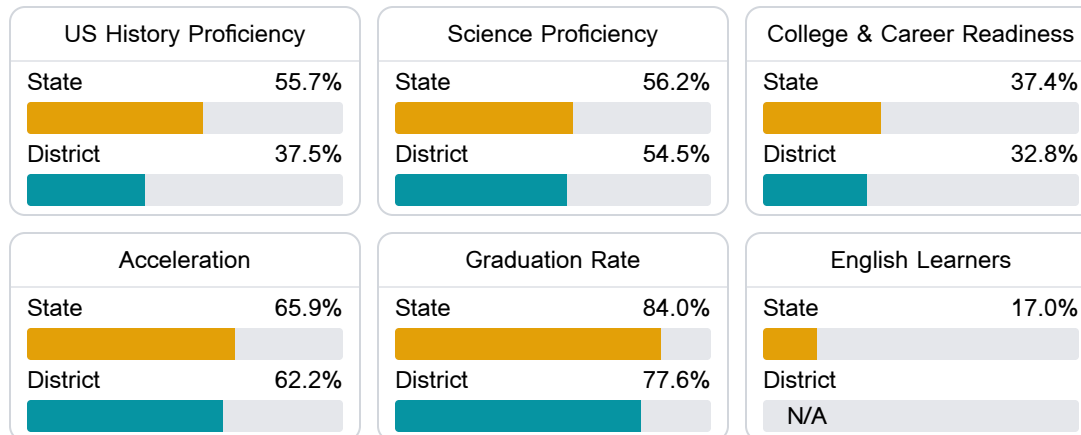 US History Proficiency
State 55.7%
District 37.5%
Science Proficiency
State 56.2%
District 54.5%
College & Career Readiness
State 37.4%
District 32.8%
Acceleration
State 65.9%
District 62.2%
Graduation Rate
State 84.0%
District 77.6%
English Learners
State 17.0%
District
N/A